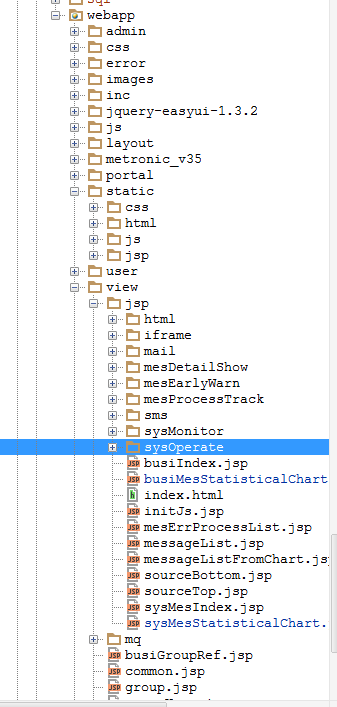 webapp
admin
css
error
images
inc
jquery-easyui-1.3.2
js
layout
metronic_v35
portal
static
css
html
js
jsp
user
view
jsp
html
iframe
mail
mesDetailShow
mesEarlyWarn
mesProcessTrack
sms
sysMonitor
sysOperate
busiIndex.jsp
busiMesStatisticalChart
index.html
initJs.jsp
mesErrProcessList.jsp
messageList.jsp
messageListFromChart.js
sourceBottom.jsp
sourceTop.jsp
sysMesIndex.jsp
sysMesStatisticalChart.
mq
busiGroupRef.jsp
common.jsp
group.jsp